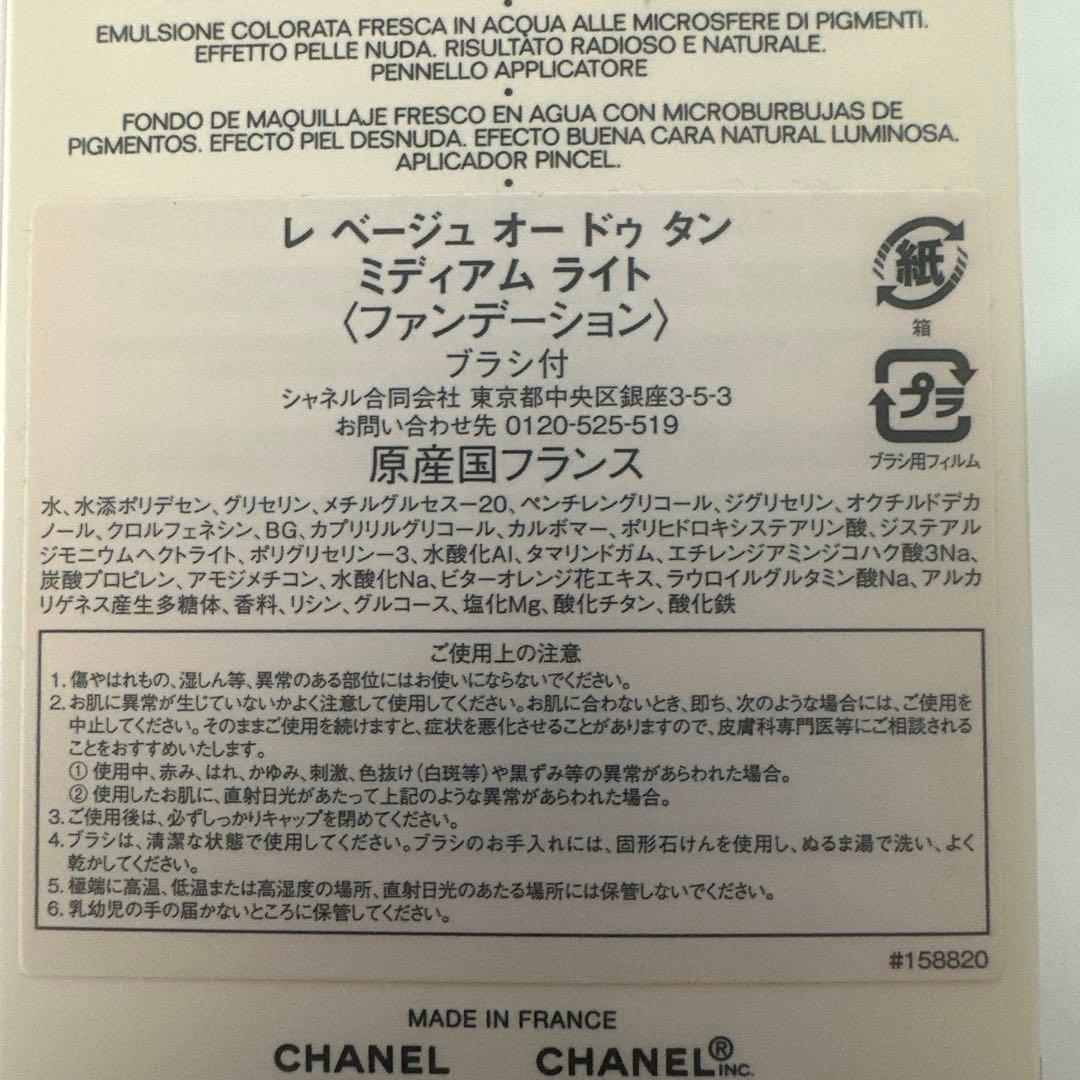 EMULSIONE COLORATA FRESCA IN ACQUA ALLE MICROSFERE DI PIGMENTI.
EFFETTO PELLE NUDA. RISULTATO RADIOSO E NATURALE.
PENNELLO APPLICATORE
•
FONDO DE MAQUILLAJE FRESCO EN AGUA CON MICROBURBUJAS DE
PIGMENTOS. EFECTO PIEL DESNUDA. EFECTO BUENA CARA NATURAL LUMINOSA.
APLICADOR PINCEL.
•
レ ベージュ オー ドゥ タン
ミディアム ライト
〈ファンデーション〉
ブラシ付
シャネル合同会社 東京都中央区銀座3-5-3
お問い合わせ先 0120-525-519
原産国フランス
紙
箱
プラ
ブラシ用フィルム
水、水添ポリデセン、グリセリン、メチルグルセス－20、ペンチレングリコール、ジグリセリン、オクチルドデカ
ノール、クロルフェネシン、BG、カプリリルグリコール、カルボマー、ポリヒドロキシステアリン酸、ジステアル
ジモニウムヘクトライト、ポリグリセリン－3、水酸化Al、タマリンドガム、エチレンジアミンジコハク酸3Na、
炭酸プロピレン、アモジメチコン、水酸化Na、ビターオレンジ花エキス、ラウロイルグルタミン酸Na、アルカ
リゲネス産生多糖体、香料、リシン、グルコース、塩化Mg、酸化チタン、酸化鉄
ご使用上の注意
1. 傷やはれもの、湿しん等、異常のある部位にはお使いにならないでください。
2. お肌に異常が生じていないかよく注意して使用してください。お肌に合わないとき、即ち、次のような場合には、ご使用を
中止してください。そのままご使用を続けますと、症状を悪化させることがありますので、皮膚科専門医等にご相談される
ことをおすすめいたします。
① 使用中、赤み、はれ、かゆみ、刺激、色抜け（白斑等）や黒ずみ等の異常があらわれた場合。
② 使用したお肌に、直射日光があたって上記のような異常があらわれた場合。
3. ご使用後は、必ずしっかりキャップを閉めてください。
4. ブラシは、清潔な状態で使用してください。ブラシのお手入れには、固形石けんを使用し、ぬるま湯で洗い、よく
乾かしてください。
5. 極端に高温、低温または高湿度の場所、直射日光のあたる場所には保管しないでください。
6. 乳幼児の手の届かないところに保管してください。
#158820
MADE IN FRANCE
CHANEL CHANEL® INC.